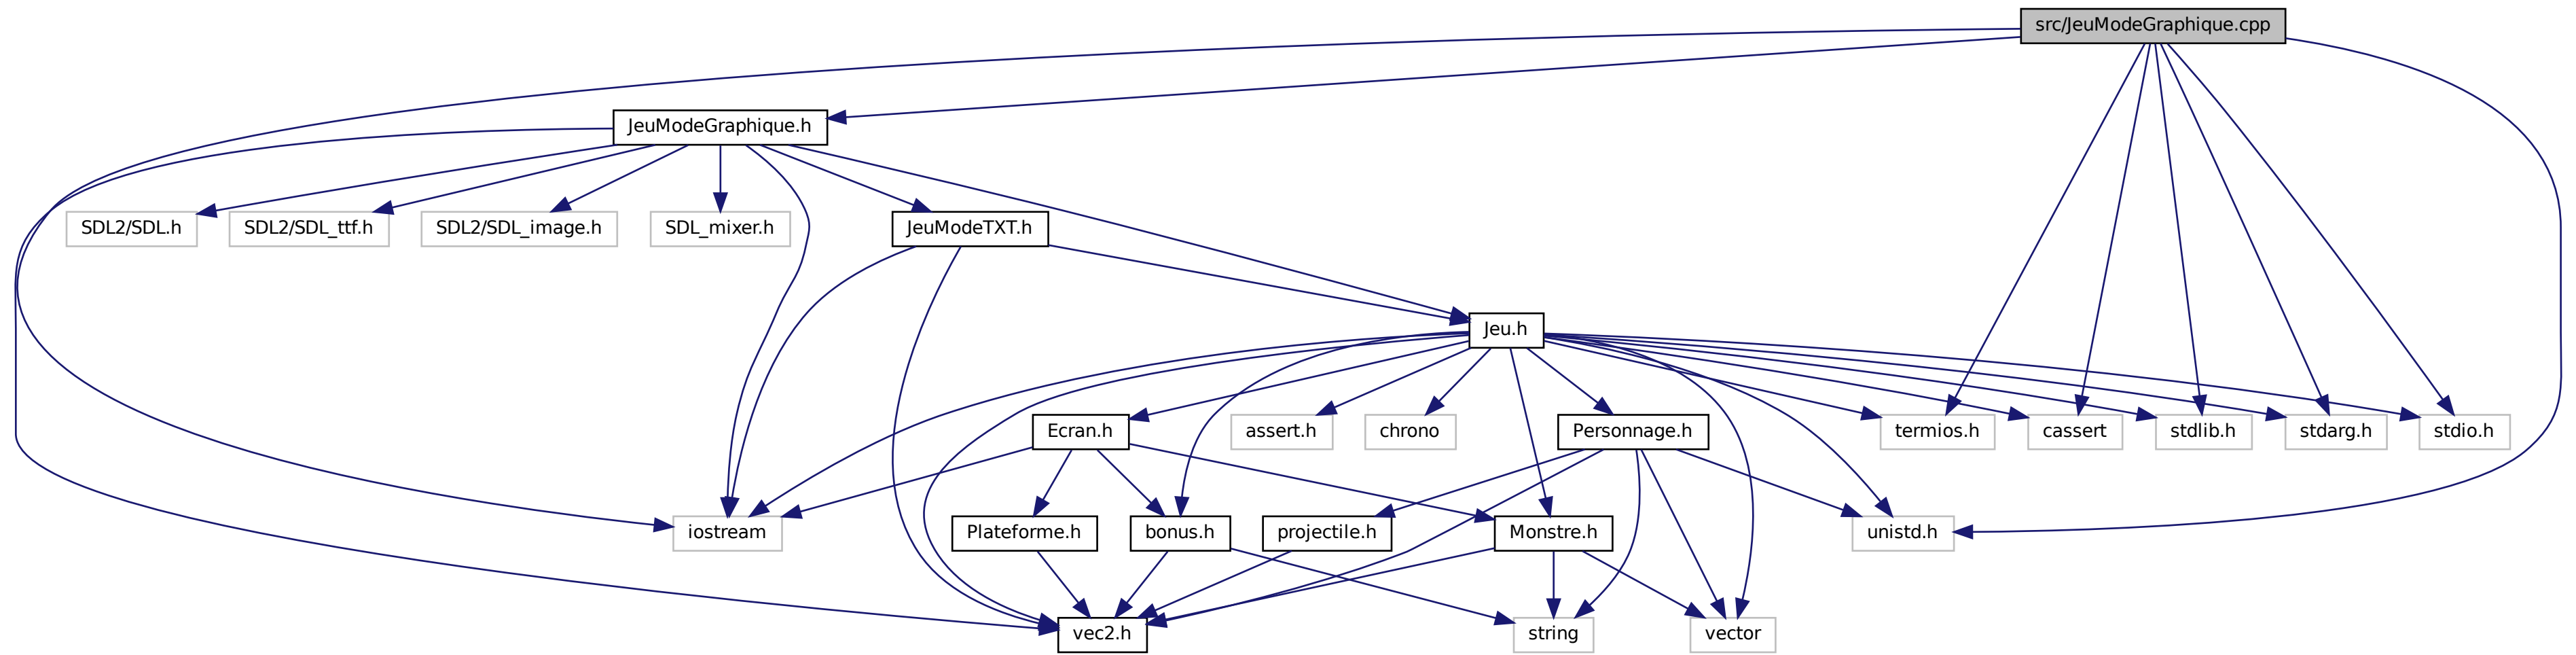 src/JeuModeGraphique.cpp
JeuModeGraphique.h
SDL2/SDL.h
SDL2/SDL_ttf.h
SDL2/SDL_image.h
SDL_mixer.h
JeuModeTXT.h
Jeu.h
Ecran.h
assert.h
chrono
Personnage.h
termios.h
cassert
stdlib.h
stdarg.h
stdio.h
iostream
Plateforme.h
bonus.h
projectile.h
Monstre.h
unistd.h
vec2.h
string
vector